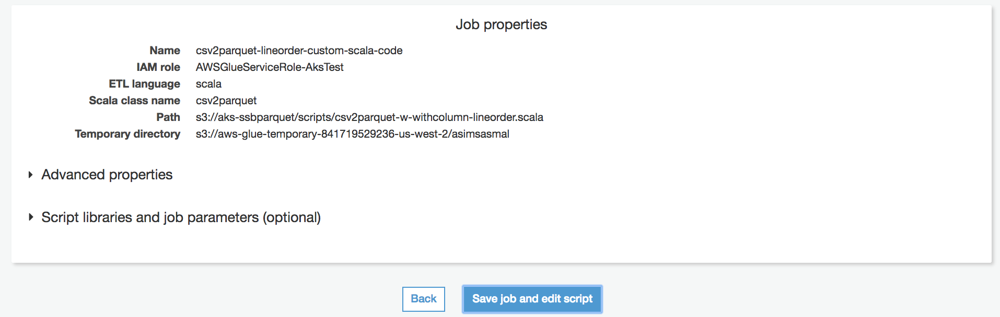 Job properties
Name csv2parquet-lineorder-custom-scala-code
IAM role AWSGlueServiceRole-AksTest
ETL language scala
Scala class name csv2parquet
Path s3://aks-ssbparquet/scripts/csv2parquet-w-withcolumn-lineorder.scala
Temporary directory s3://aws-glue-temporary-841719529236-us-west-2/asimsasmal
Advanced properties
Script libraries and job parameters (optional)
Back Save job and edit script